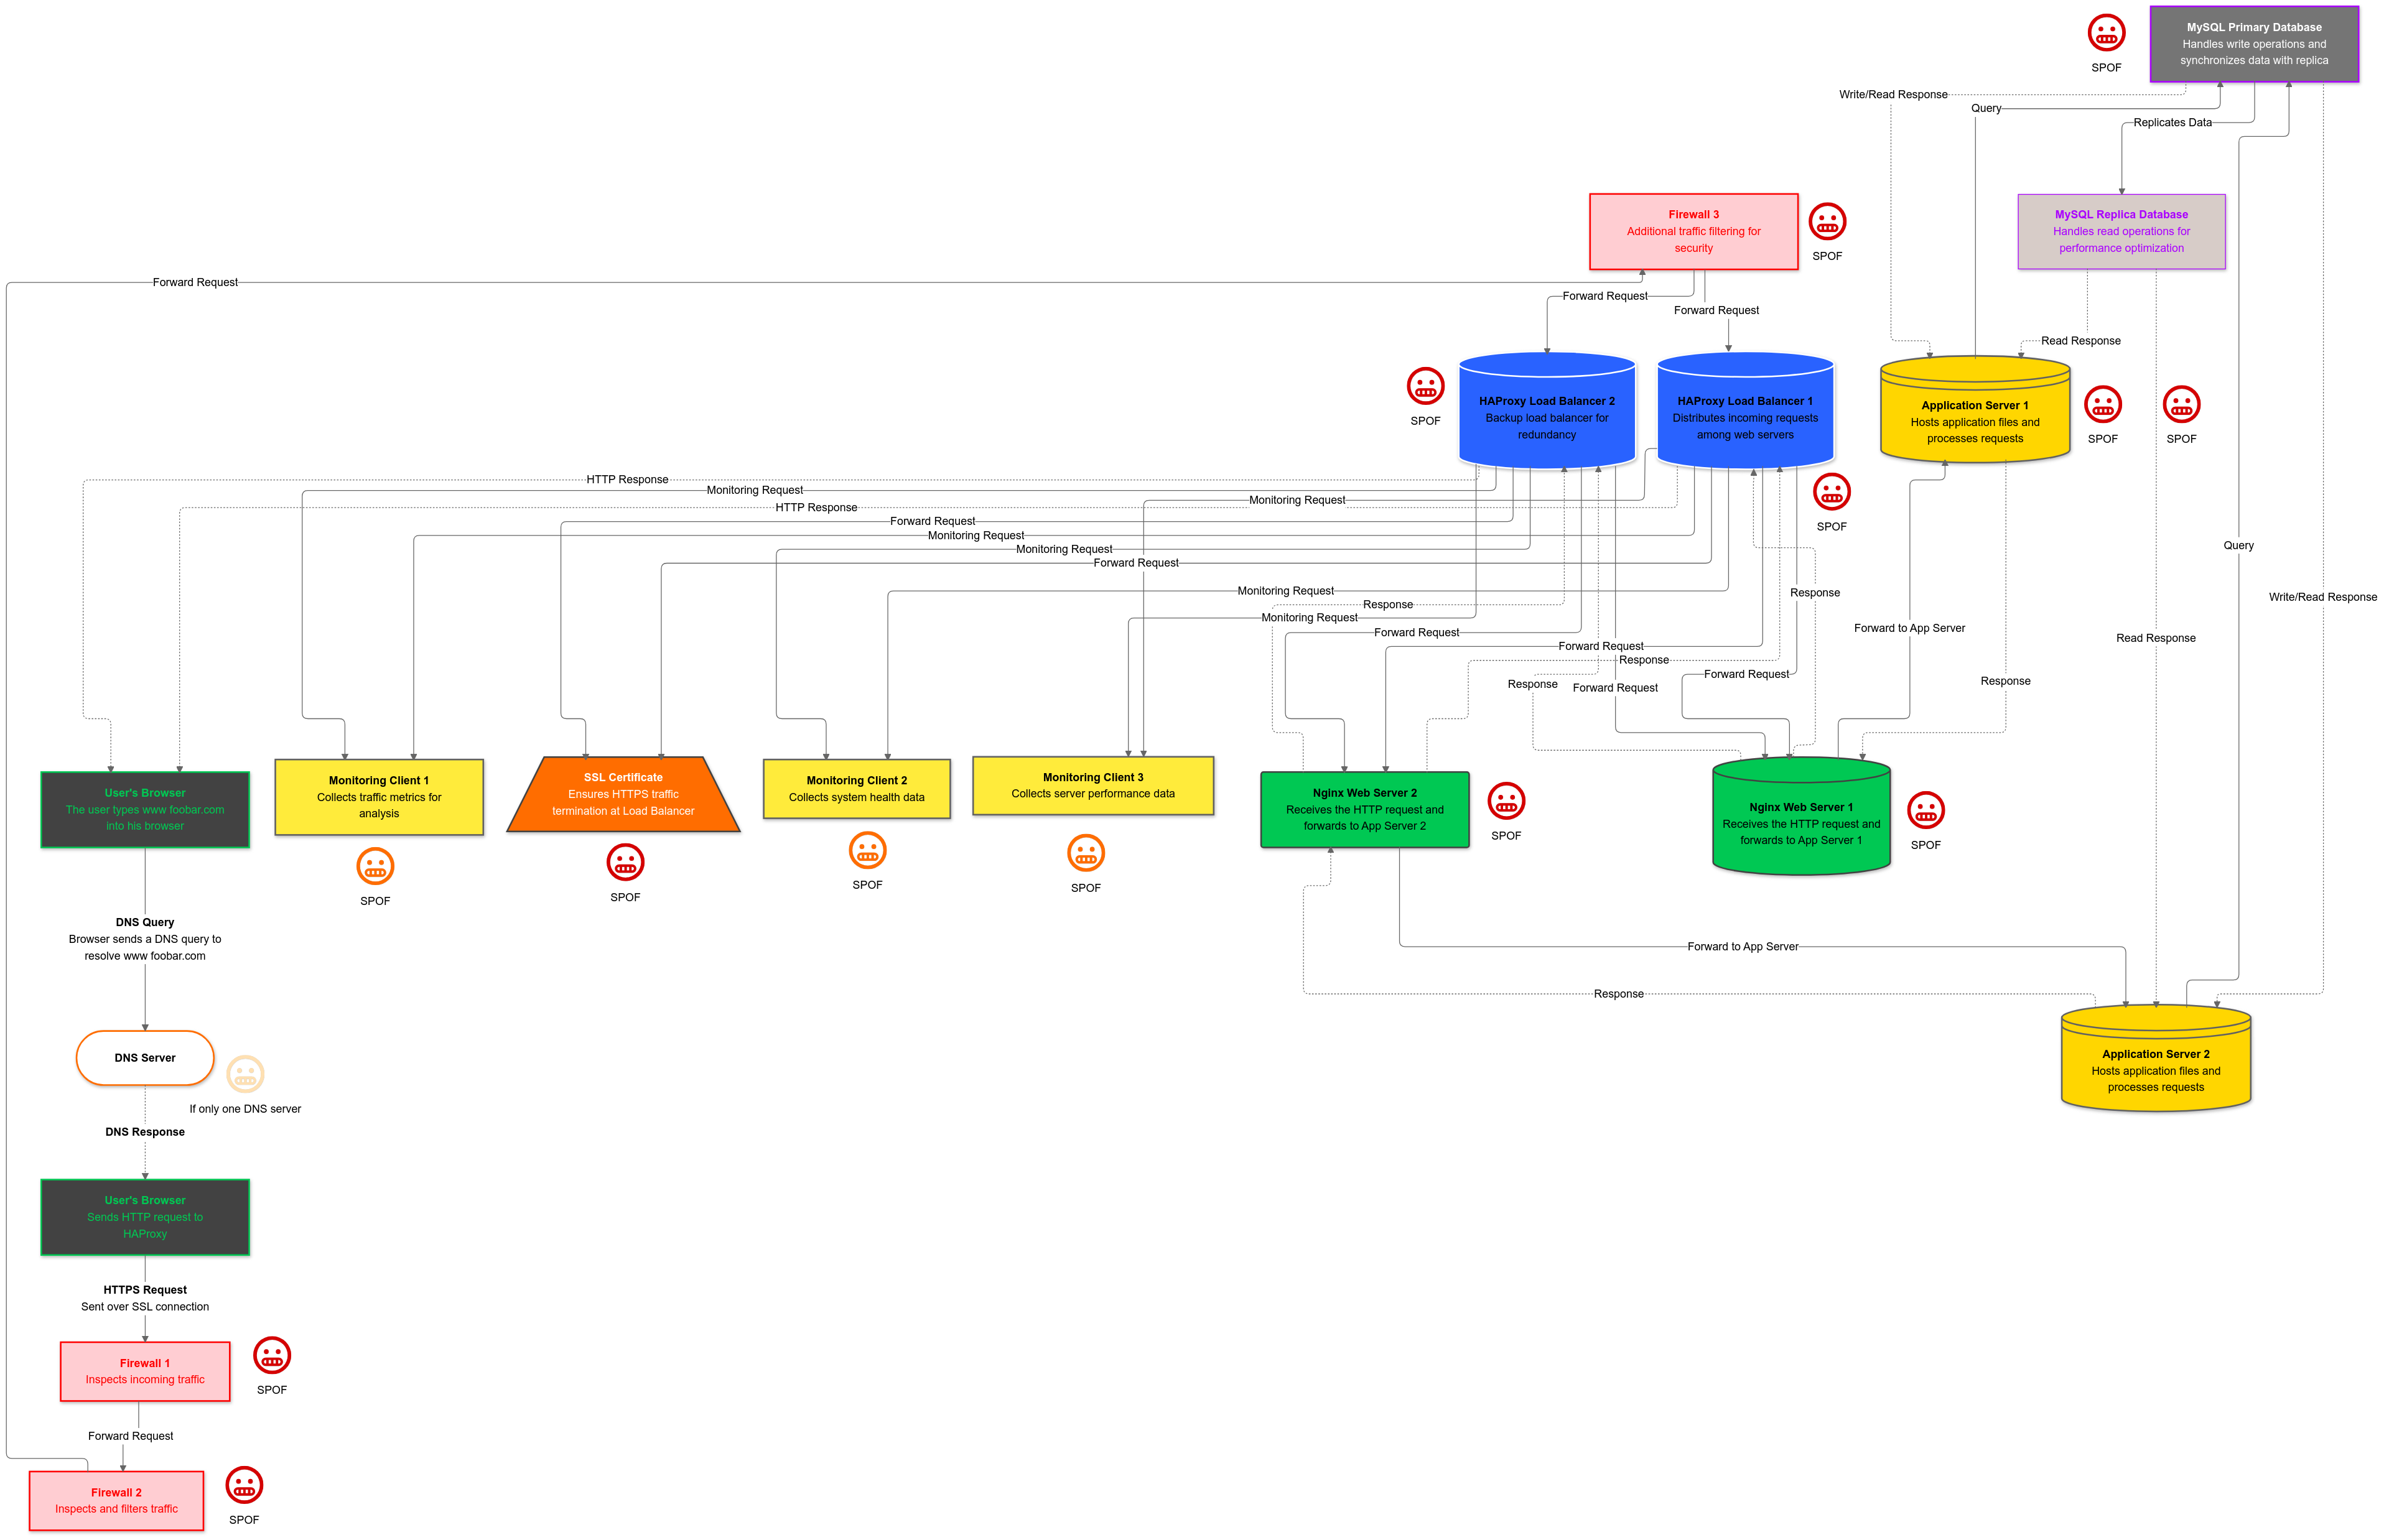 MySQL Primary Database
Handles write operations and
synchronizes data with replica
SPOF
Write/Read Response
Query
Replicates Data
Firewall 3
Additional traffic filtering for
security
SPOF
MySQL Replica Database
Handles read operations for
performance optimization
Forward Request
Forward Request
Forward Request
Read Response
HAProxy Load Balancer 2
Backup load balancer for
redundancy
SPOF
HAProxy Load Balancer 1
Distributes incoming requests
among web servers
SPOF
Application Server 1
Hosts application files and
processes requests
SPOF
SPOF
HTTP Response
Monitoring Request
Monitoring Request
HTTP Response
Forward Request
Monitoring Request
Monitoring Request
Forward Request
Query
Monitoring Request
Response
Write/Read Response
Response
Monitoring Request
Forward to App Server
Forward Request
Read Response
Forward Request
Response
Forward Request
Response
Response
Forward Request
User's Browser
The user types www foobar.com
into his browser
Monitoring Client 1
Collects traffic metrics for
analysis
SPOF
SSL Certificate
Ensures HTTPS traffic
termination at Load Balancer
SPOF
Monitoring Client 2
Collects system health data
SPOF
Monitoring Client 3
Collects server performance data
SPOF
Nginx Web Server 2
Receives the HTTP request and
forwards to App Server 2
SPOF
Nginx Web Server 1
Receives the HTTP request and
forwards to App Server 1
SPOF
DNS Query
Browser sends a DNS query to
resolve www foobar.com
Forward to App Server
Response
DNS Server
If only one DNS server
Application Server 2
Hosts application files and
processes requests
DNS Response
User's Browser
Sends HTTP request to
HAProxy
HTTPS Request
Sent over SSL connection
Firewall 1
Inspects incoming traffic
SPOF
Forward Request
Firewall 2
Inspects and filters traffic
SPOF